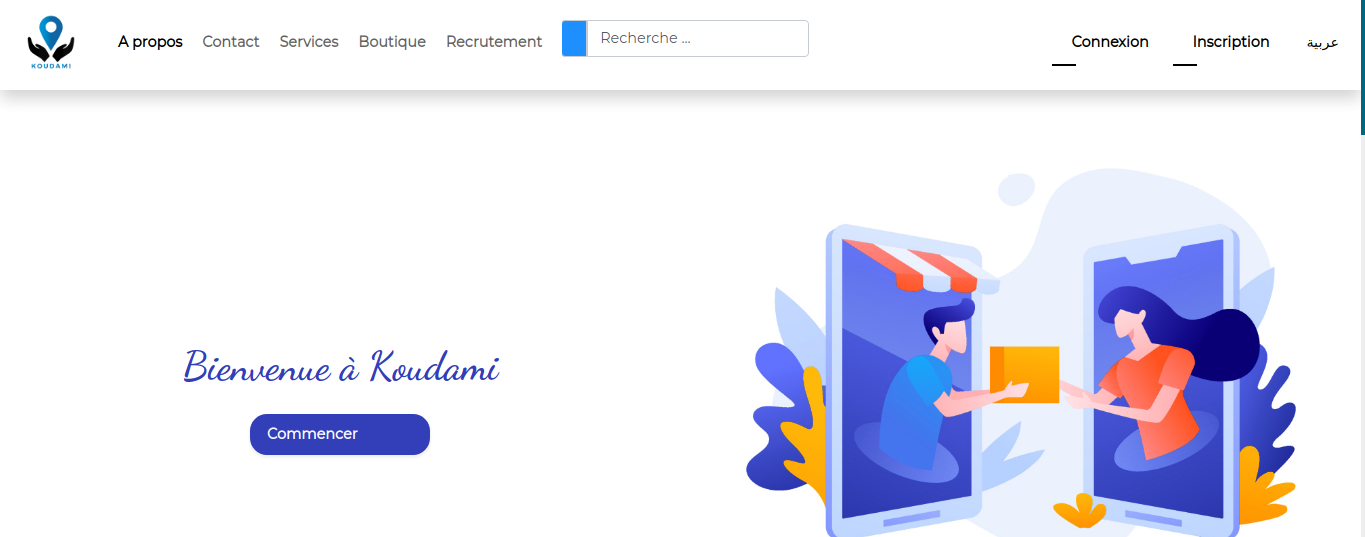 KOUDAMI
A propos Contact Services Boutique Recrutement Recherche ... Connexion Inscription عربية
Bienvenue à Koudami
Commencer